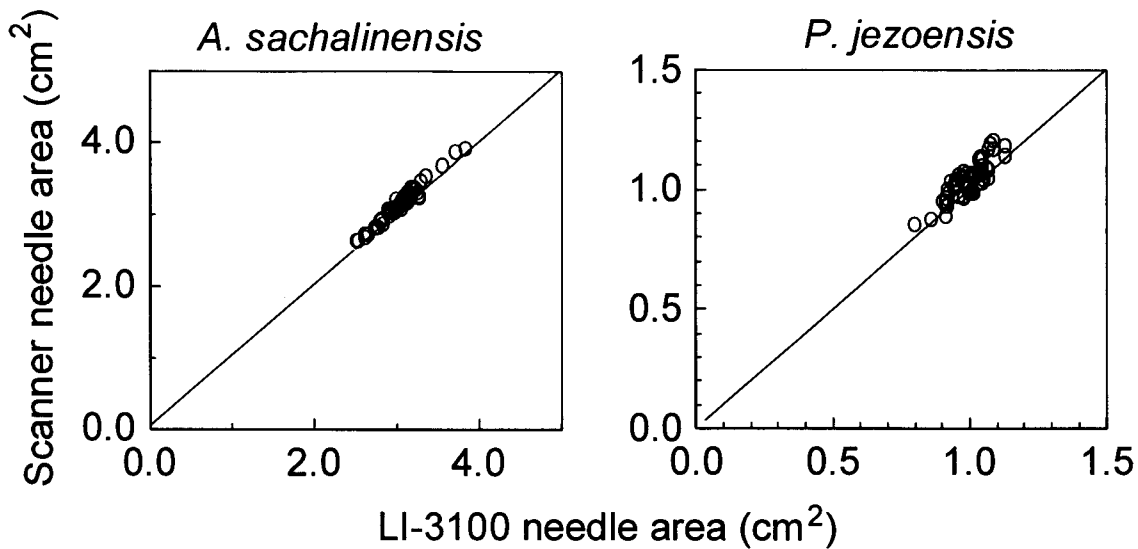 A. sachalinensis
P. jezoensis
Scanner needle area (cm²)
4.0
2.0
0.0
0.0 2.0 4.0
1.5
1.0
0.5
0.0
0.0 0.5 1.0 1.5
LI-3100 needle area (cm²)